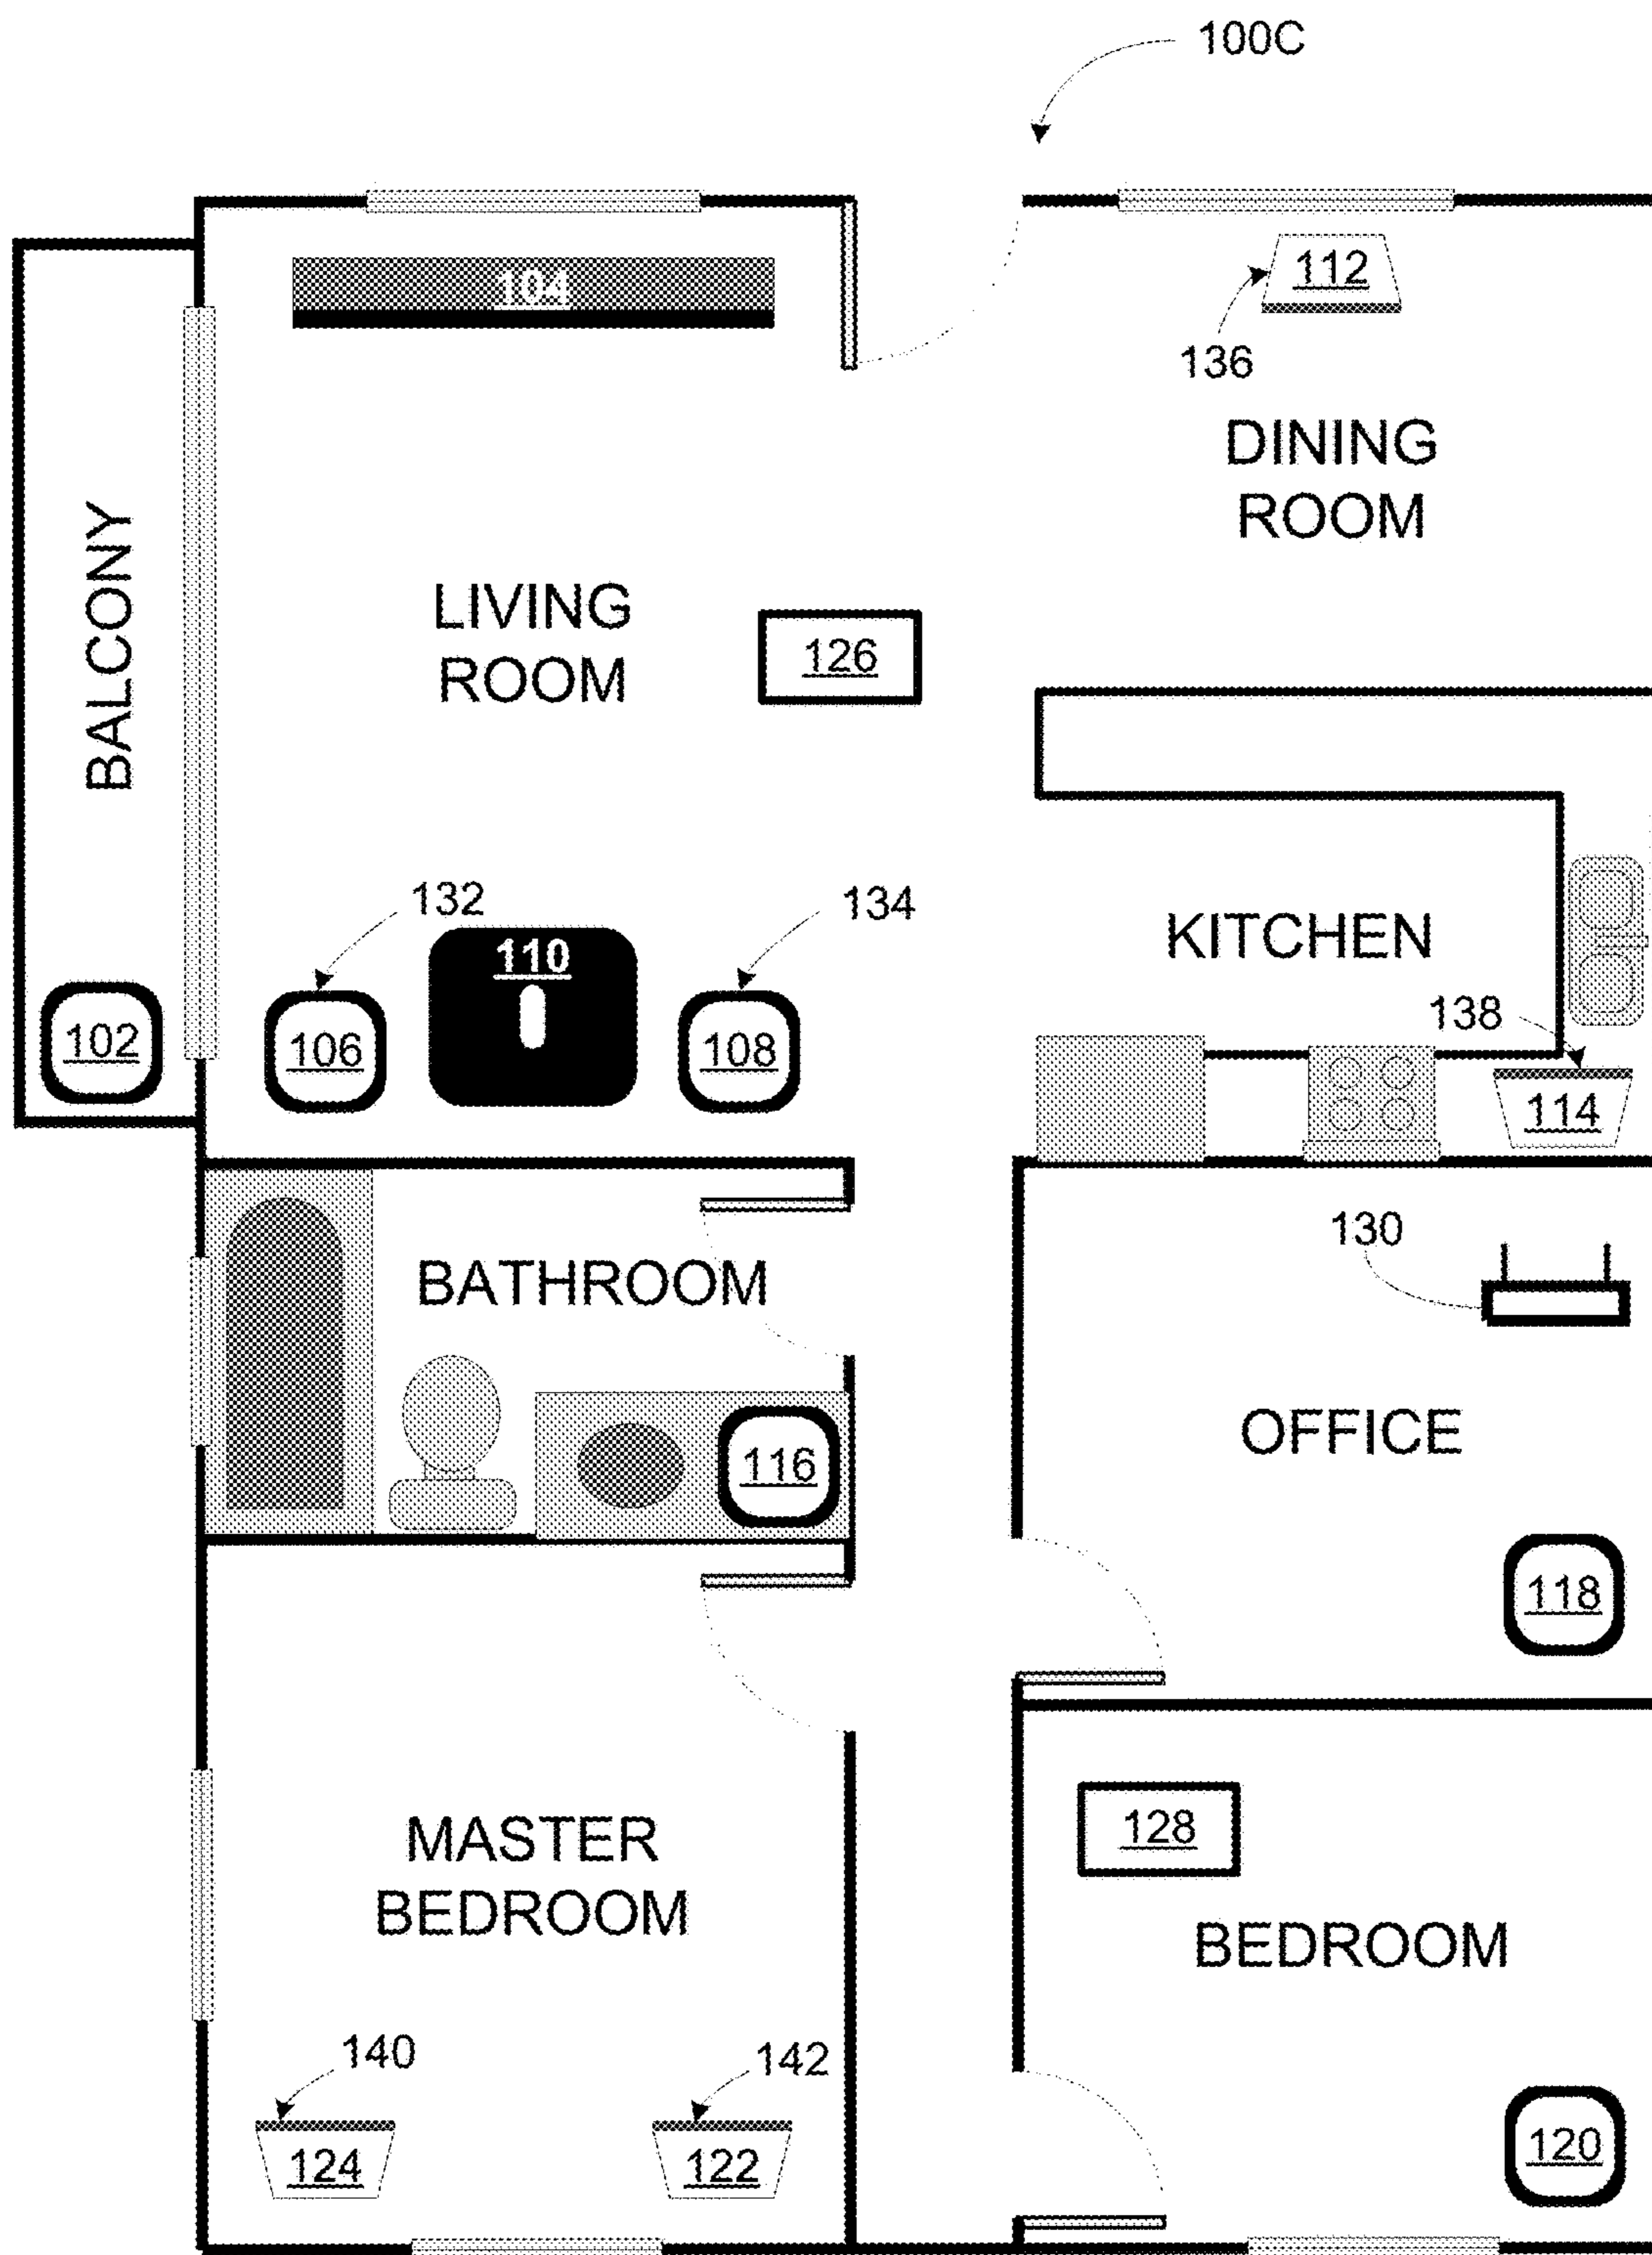 100C
104
112
136
DINING
ROOM
BALCONY
LIVING
ROOM
126
132
134
110
KITCHEN
138
102
106
108
114
130
BATHROOM
OFFICE
116
118
128
MASTER
BEDROOM
BEDROOM
140
142
124
122
120